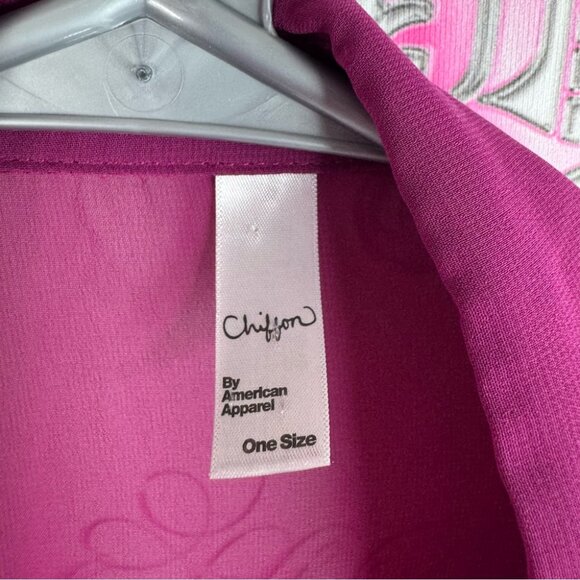 Chiffon
By
American
Apparel
One Size